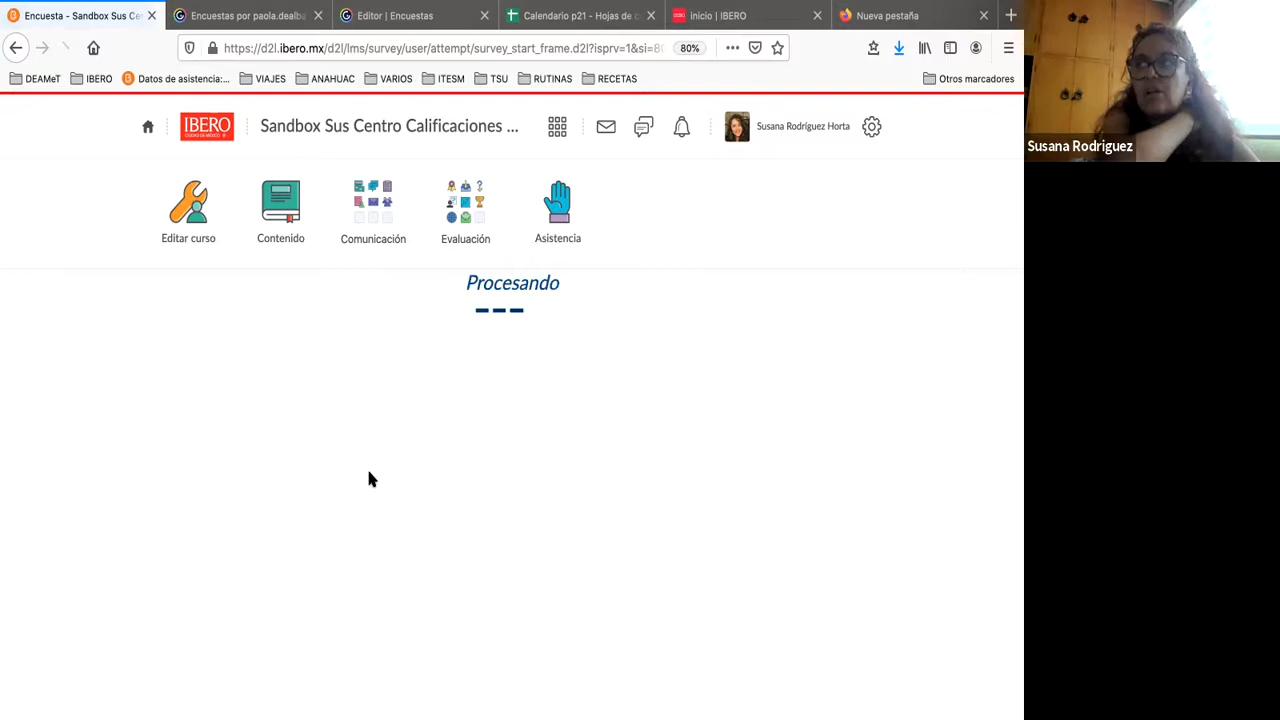 Encuesta - Sandbox Sus Ce
Encuestas por paola.dealba
Editor | Encuestas
Calendario p21 - Hojas de c
inicio | IBERO
Nueva pestaña
https://d2l.ibero.mx/d2l/lms/survey/user/attempt/survey_start_frame.d2l?isprv=1&si=8
80%
DEAMeT
IBERO
Datos de asistencia:...
VIAJES
ANAHUAC
VARIOS
ITESM
TSU
RUTINAS
RECETAS
Otros marcadores
IBERO
CIUDAD DE MÉXICO
Sandbox Sus Centro Calificaciones ...
Susana Rodríguez Horta
Editar curso
Contenido
Comunicación
Evaluación
Asistencia
Procesando
Susana Rodriguez